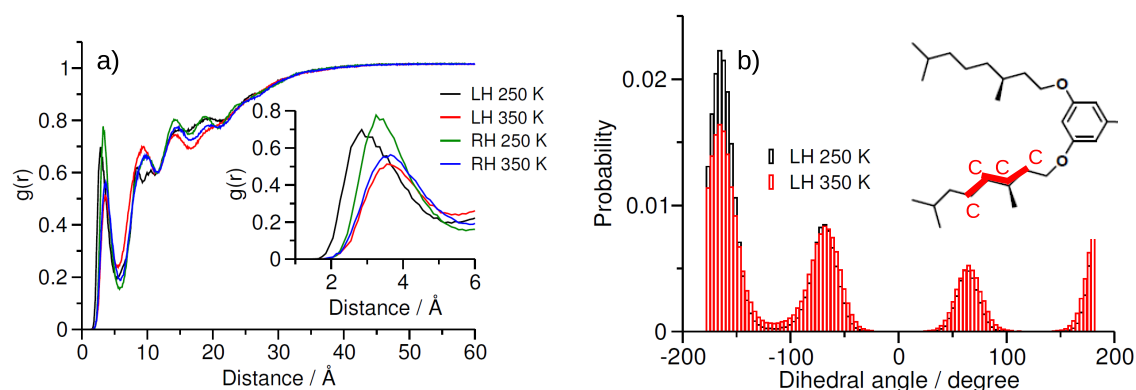 a)
g(r)
1
0.8
0.6
0.4
0.2
0
0 10 20 30 40 50 60
Distance / Å
LH 250 K
LH 350 K
RH 250 K
RH 350 K
g(r)
0.8
0.6
0.4
0.2
0
2 4 6
Distance / Å
b)
Probability
0.02
0.01
0
-200 -100 0 100 200
Dihedral angle / degree
LH 250 K
LH 350 K
O
O
C C C
C